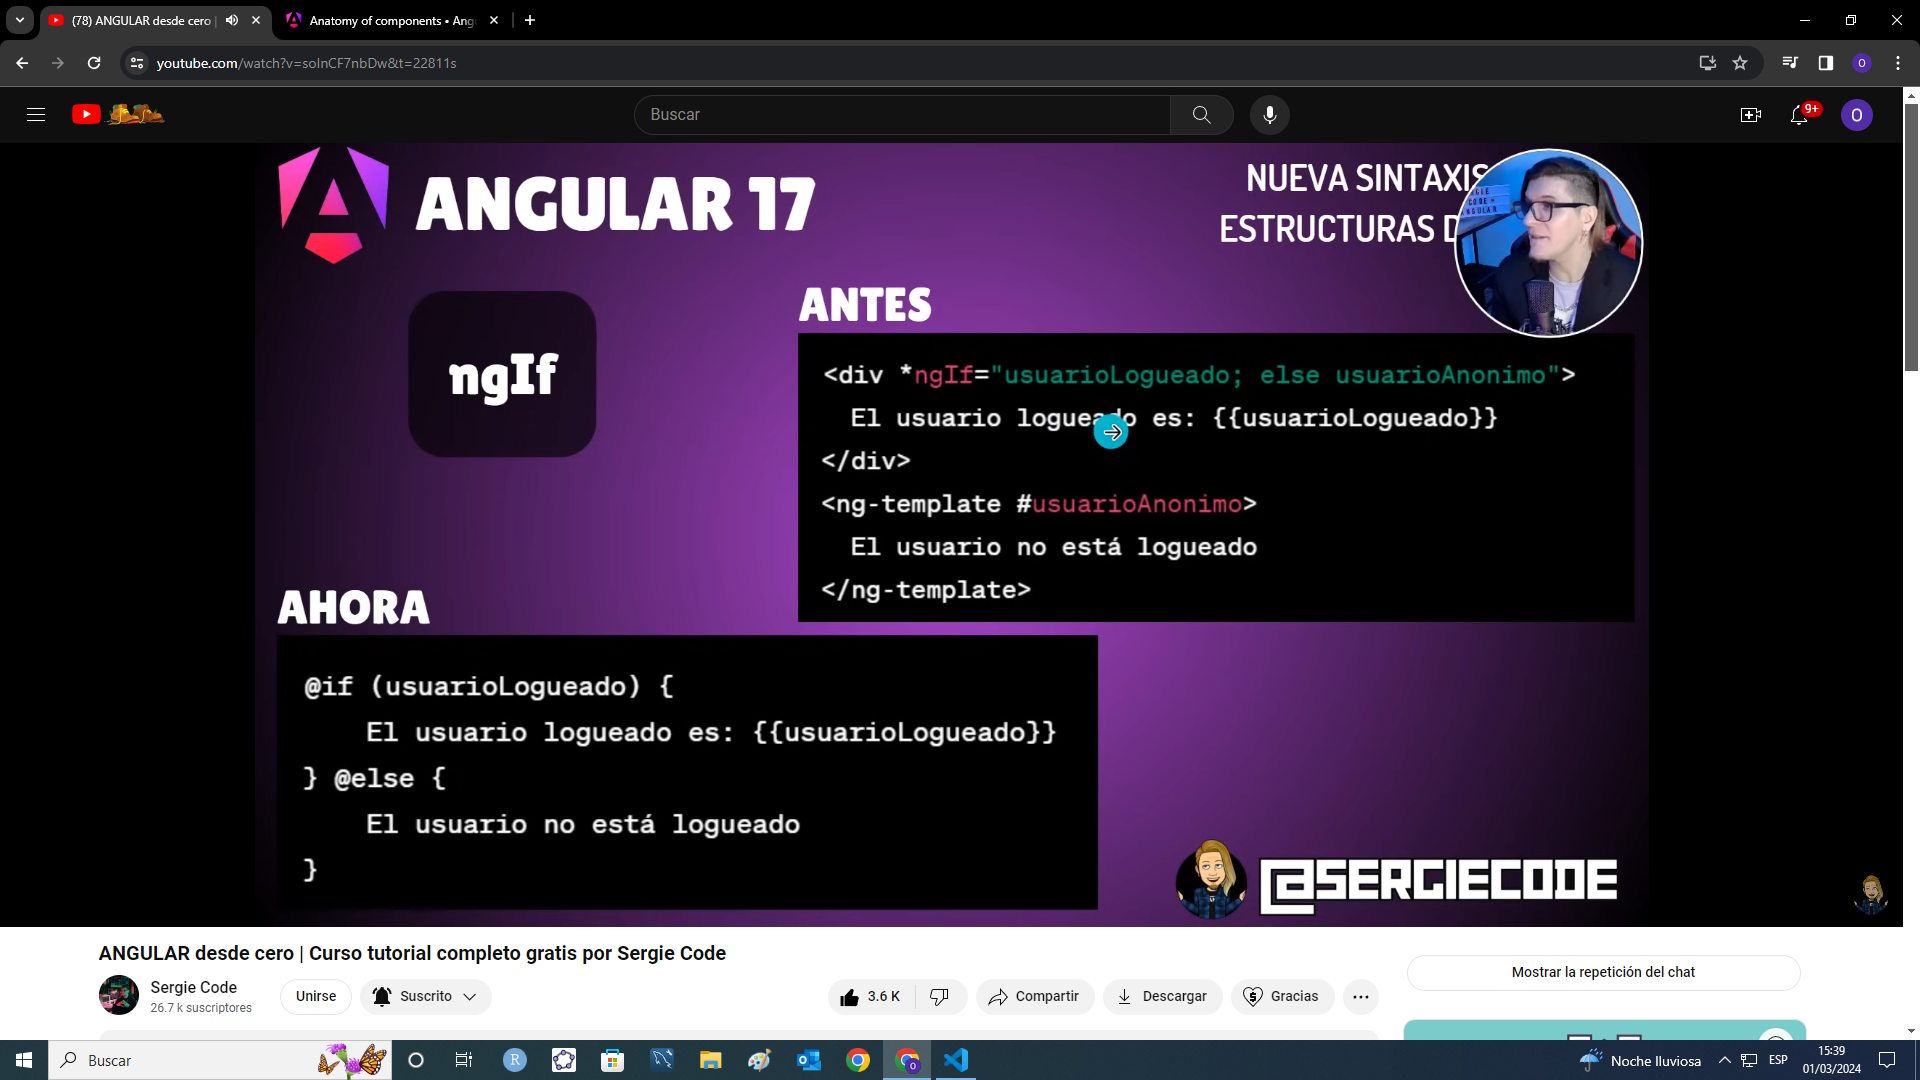 (78) ANGULAR desde cero |
Anatomy of components • Ang
youtube.com/watch?v=solnCF7nbDw&t=22811s
O
Buscar
9+
O
ANGULAR 17
NUEVA SINTAXIS
ESTRUCTURAS D
CODE
ANGULAR
ngIf
ANTES
<div *ngIf="usuarioLogueado; else usuarioAnonimo">
El usuario logueado es: {{usuarioLogueado}}
</div>
<ng-template #usuarioAnonimo>
El usuario no está logueado
</ng-template>
AHORA
@if (usuarioLogueado) {
El usuario logueado es: {{usuarioLogueado}}
} @else {
El usuario no está logueado
}
@SERGIECODE
ANGULAR desde cero | Curso tutorial completo gratis por Sergie Code
Sergie Code
26.7 k suscriptores
Unirse
Suscrito
3.6 K
Compartir
Descargar
Gracias
Mostrar la repetición del chat
Buscar
R
Noche lluviosa
ESP
15:39
01/03/2024